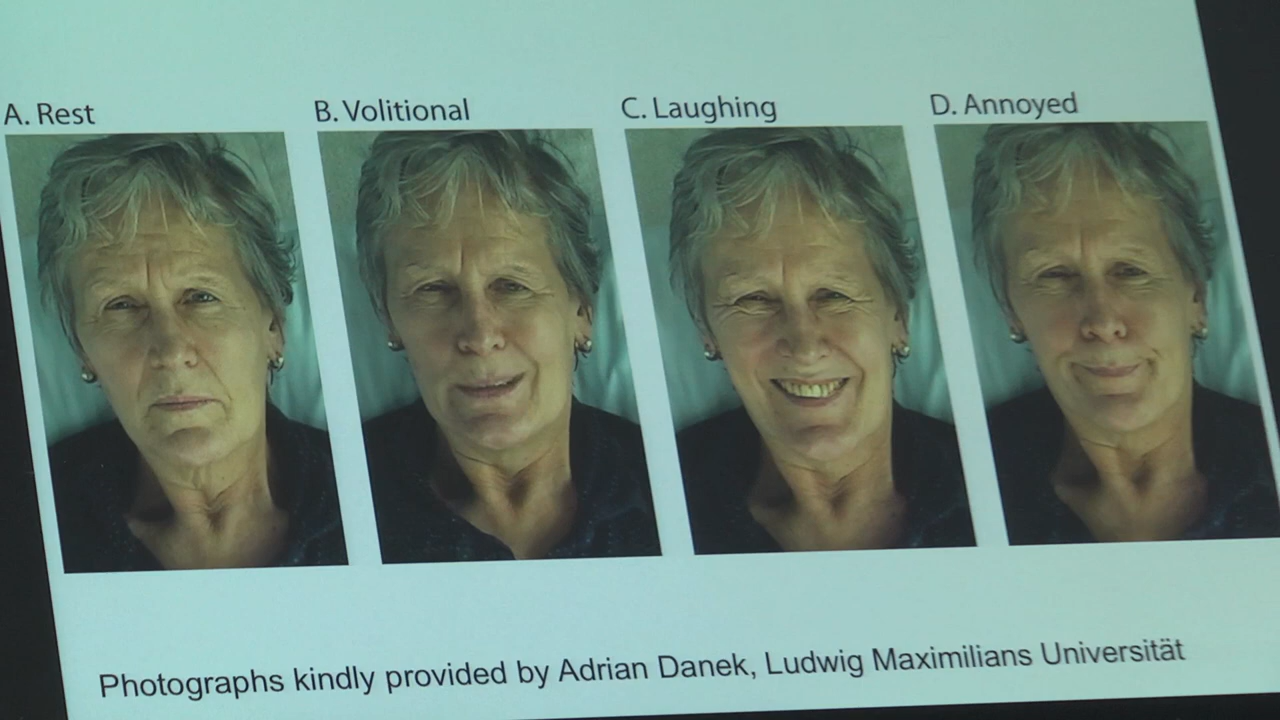 A. Rest
B. Volitional
C. Laughing
D. Annoyed
Photographs kindly provided by Adrian Danek, Ludwig Maximilians Universität